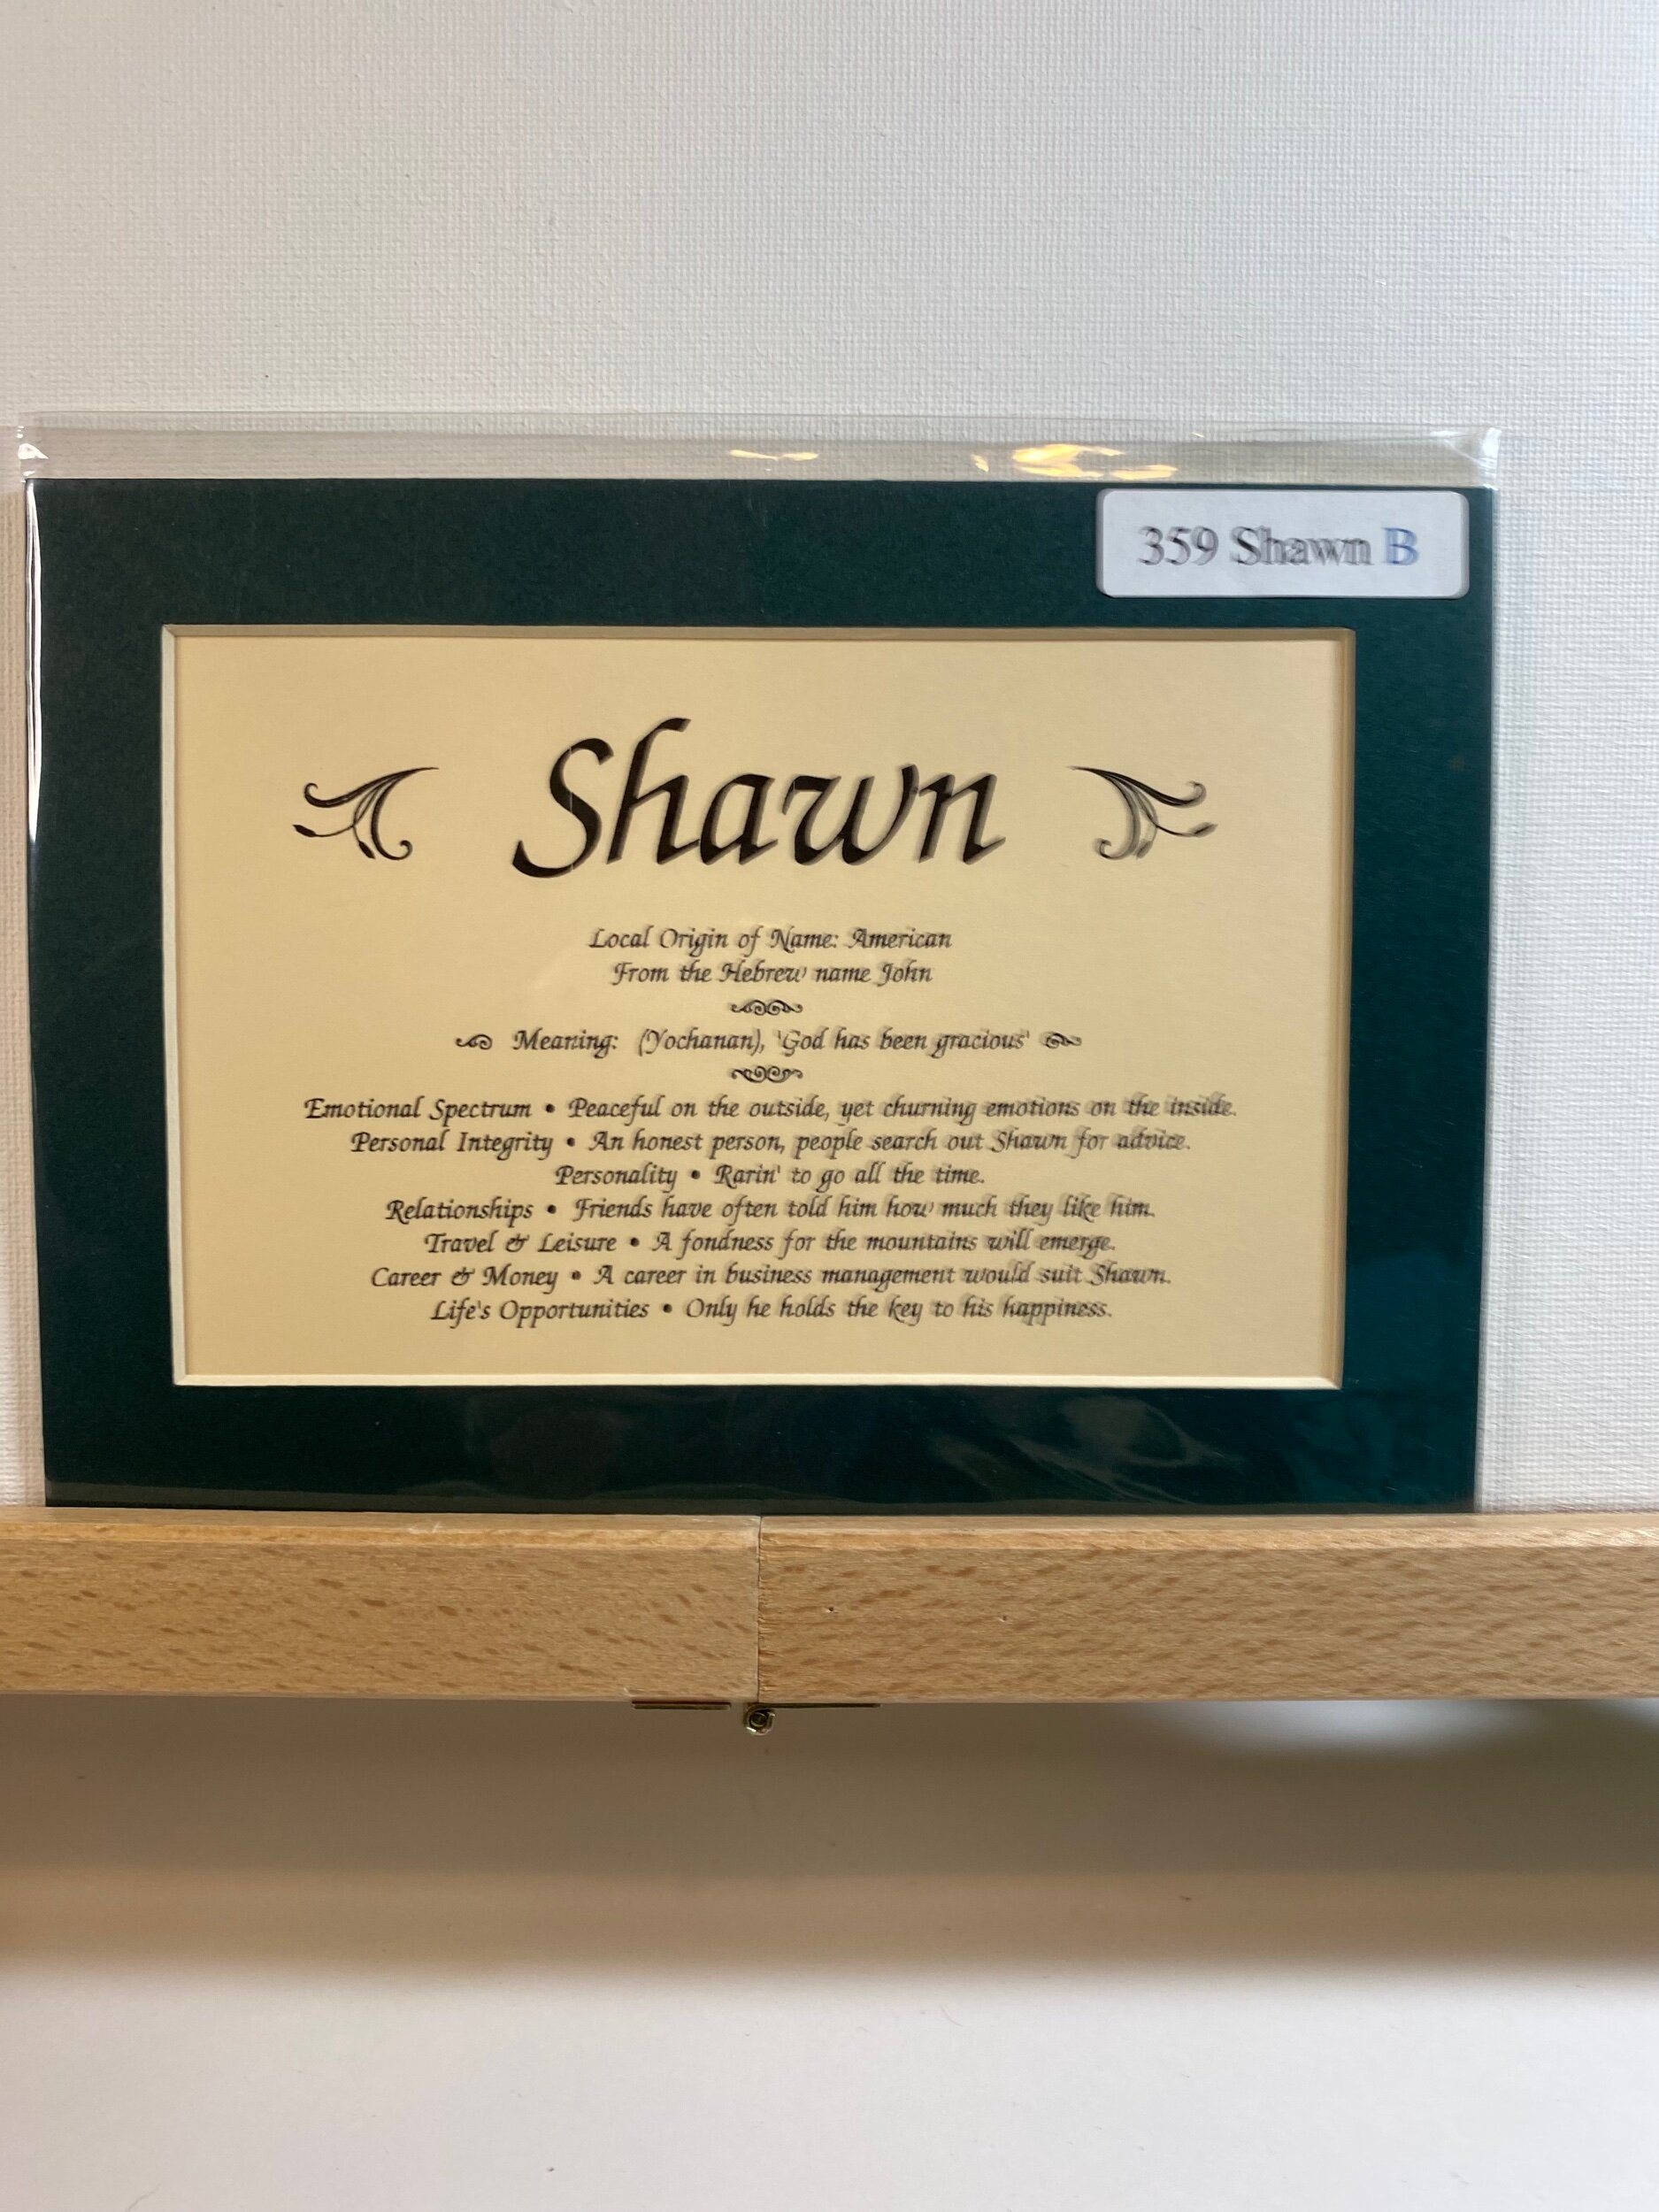 359 Shawn B
Shawn
Local Origin of Name: American
From the Hebrew name John
Meaning: (Yochanan), 'God has been gracious'
Emotional Spectrum • Peaceful on the outside, yet churning emotions on the inside.
Personal Integrity • An honest person, people search out Shawn for advice.
Personality • Rarin' to go all the time.
Relationships • Friends have often told him how much they like him.
Travel & Leisure • A fondness for the mountains will emerge.
Career & Money • A career in business management would suit Shawn.
Life's Opportunities • Only he holds the key to his happiness.